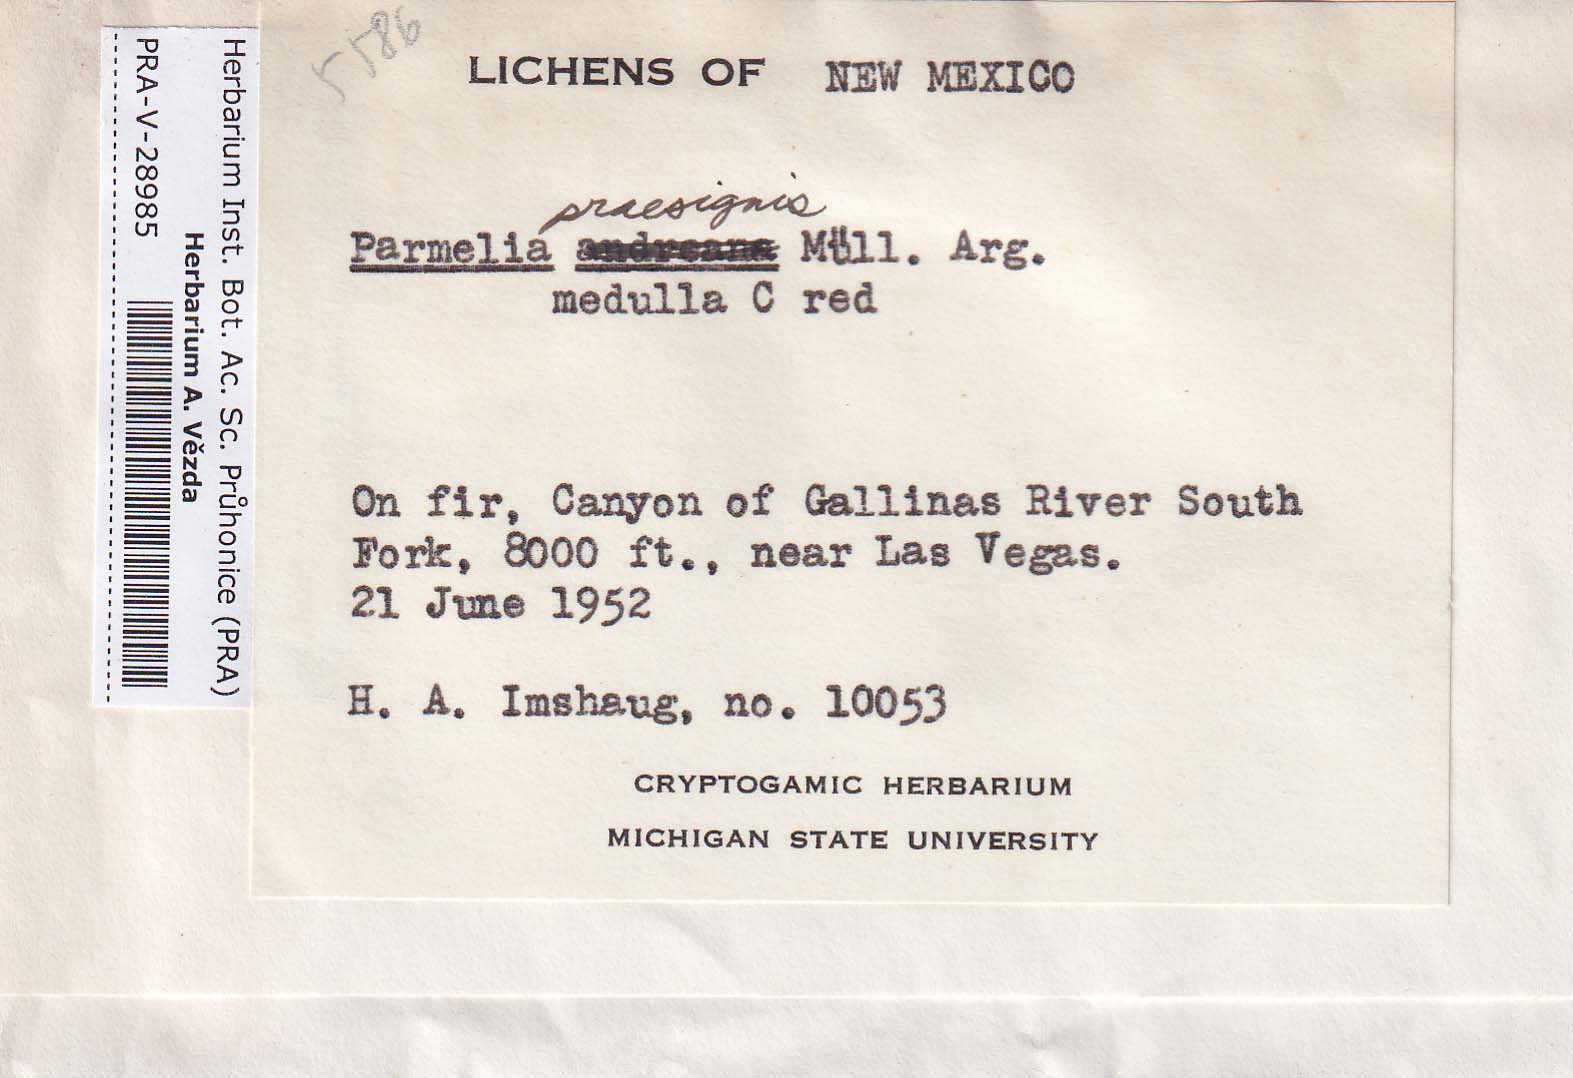 5586
LICHENS OF NEW MEXICO
praesignis
Parmelia andreana Müll. Arg.
medulla C red
On fir, Canyon of Gallinas River South
Fork, 8000 ft., near Las Vegas.
21 June 1952
H. A. Imshaug, no. 10053
CRYPTOGAMIC HERBARIUM
MICHIGAN STATE UNIVERSITY
Herbarium Inst. Bot. Ac. Sc. Průhonice (PRA)
Herbarium A. Vězda
PRA-V-28985